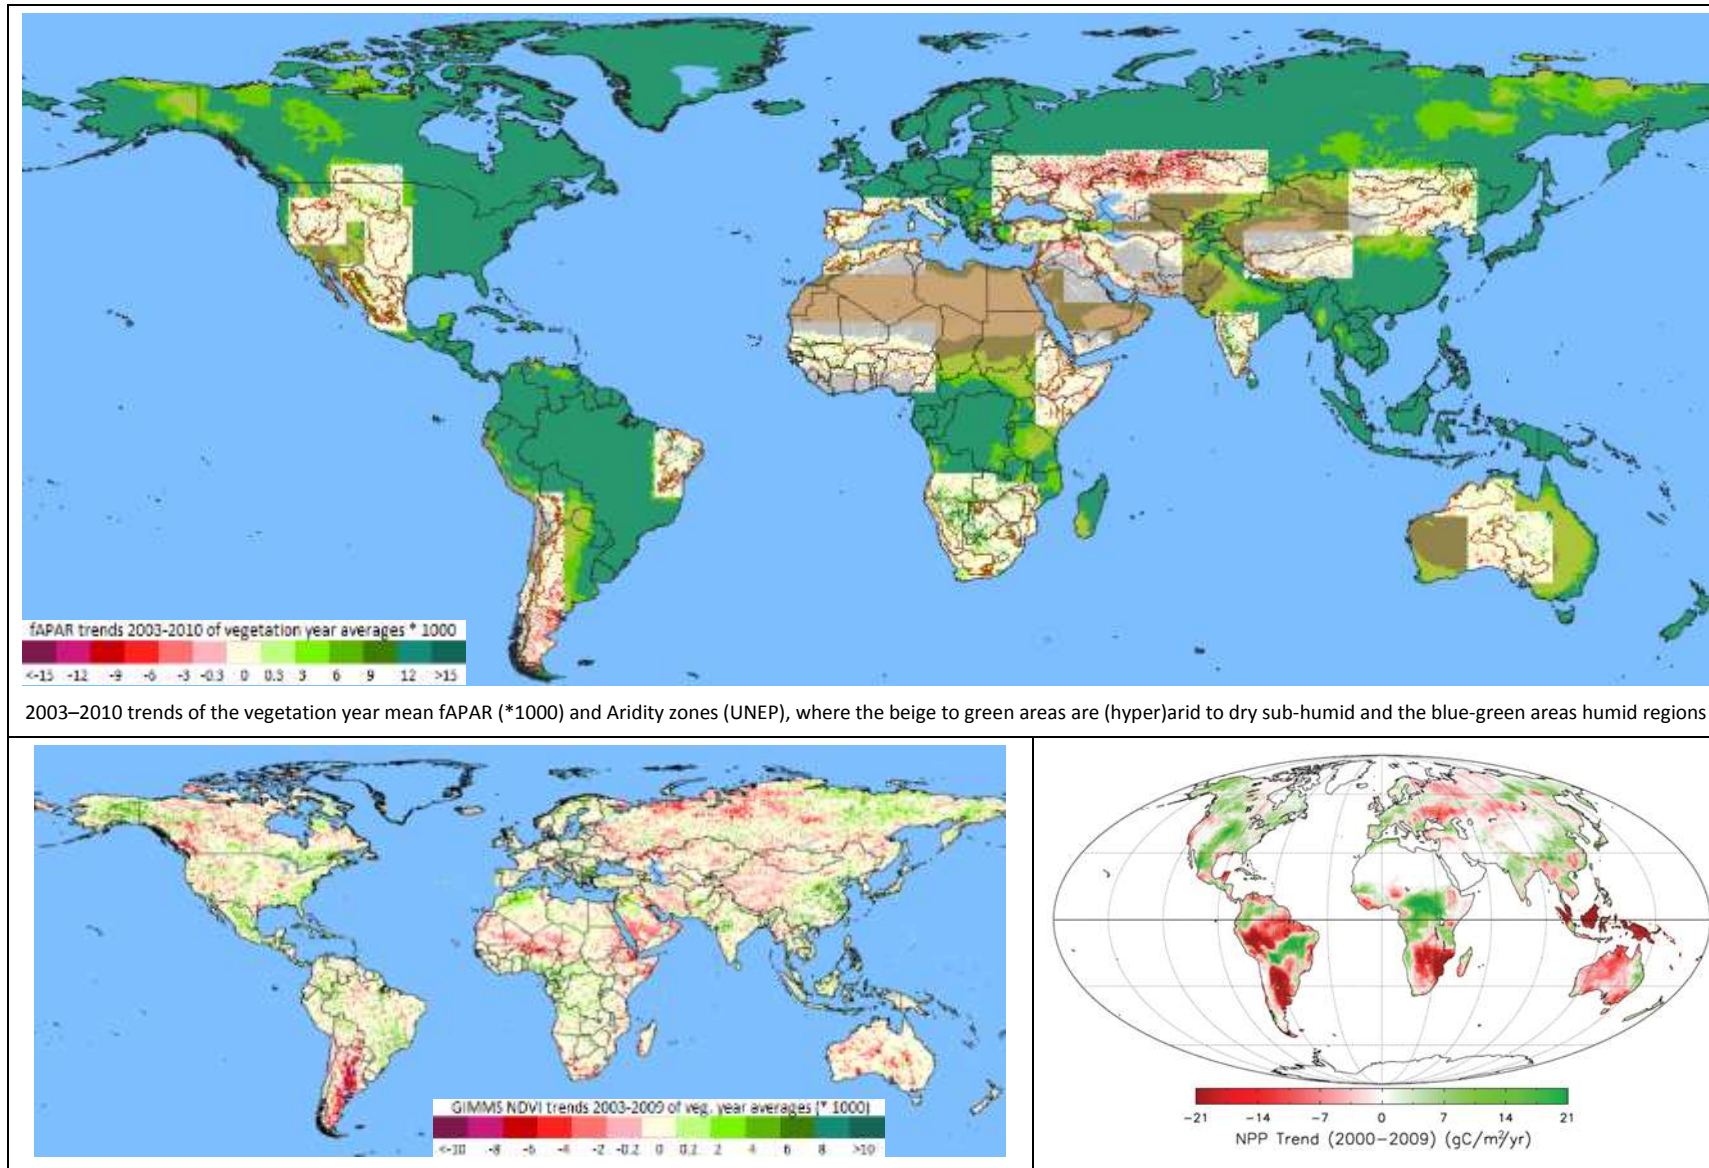 fAPAR trends 2003-2010 of vegetation year averages * 1000
<-15 -12 -9 -6 -3 -0.3 0 0.3 3 6 9 12 >15
2003–2010 trends of the vegetation year mean fAPAR (*1000) and Aridity zones (UNEP), where the beige to green areas are (hyper)arid to dry sub-humid and the blue-green areas humid regions
GIMMS NDVI trends 2003-2009 of veg. year averages (* 1000)
<-10 -8 -6 -4 -2 -0.2 0 0.2 2 4 6 8 >10
-21 -14 -7 0 7 14 21
NPP Trend (2000-2009) (gC/m²/yr)